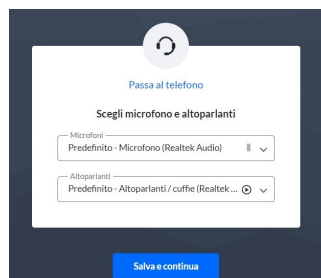 Passa al telefono
Scegli microfono e altoparlanti
Microfoni
Predefinito - Microfono (Realtek Audio)
Altoparlanti
Predefinito - Altoparlanti / cuffie (Realtek ...
Salva e continua